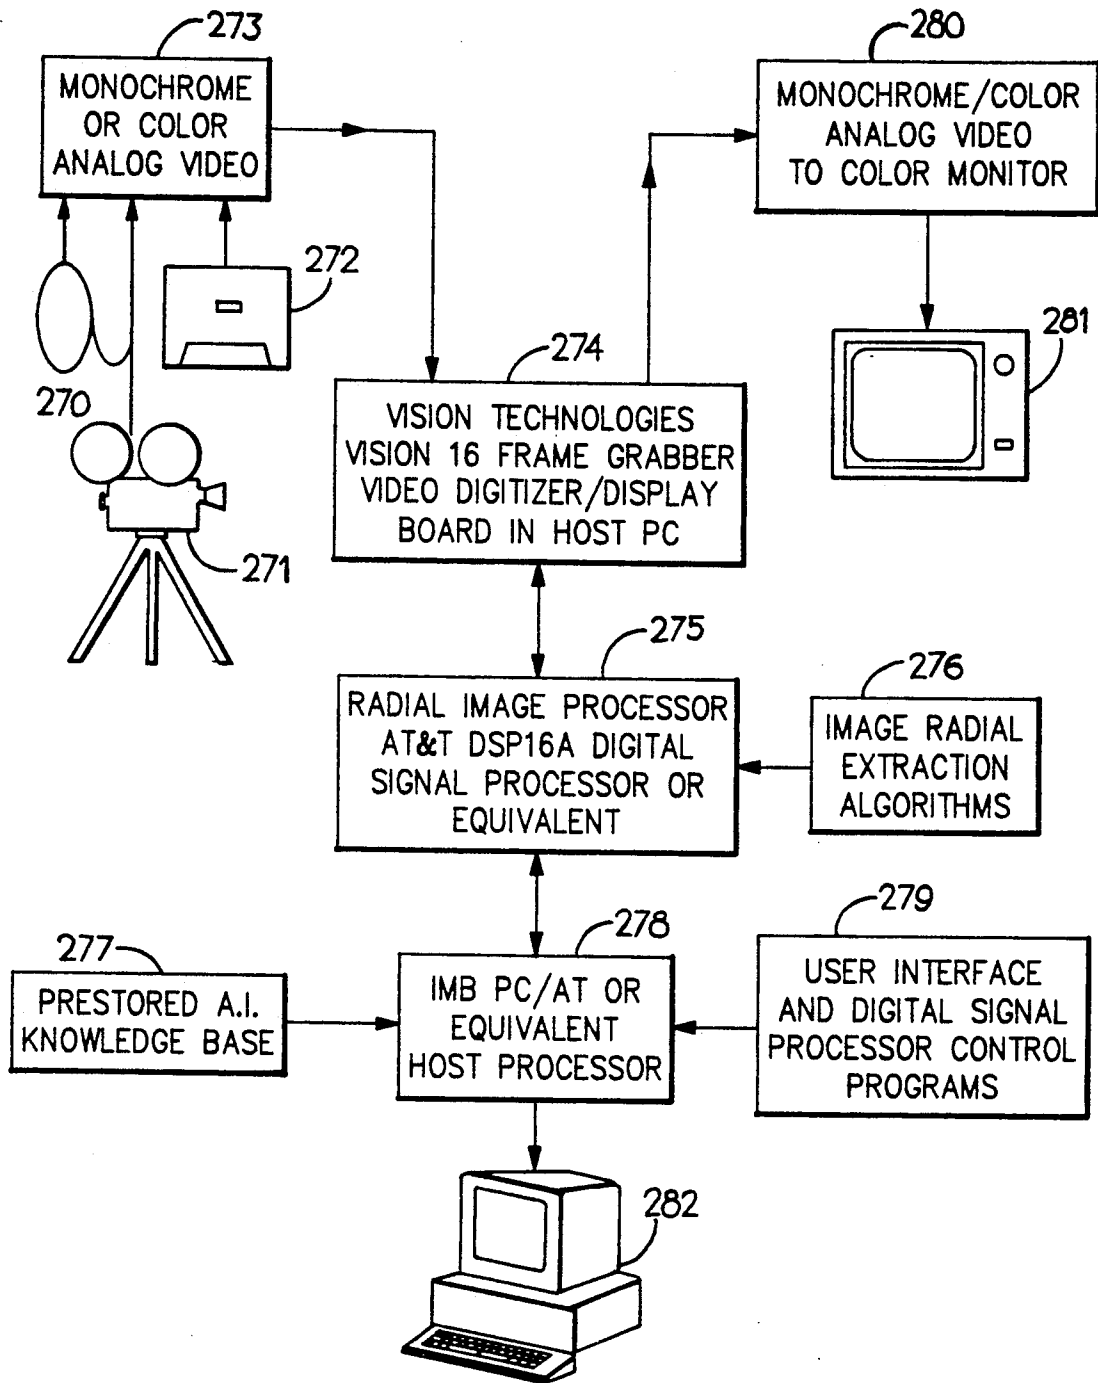 273
MONOCHROME
OR COLOR
ANALOG VIDEO
280
MONOCHROME/COLOR
ANALOG VIDEO
TO COLOR MONITOR
272
281
270
271
274
VISION TECHNOLOGIES
VISION 16 FRAME GRABBER
VIDEO DIGITIZER/DISPLAY
BOARD IN HOST PC
275
RADIAL IMAGE PROCESSOR
AT&T DSP16A DIGITAL
SIGNAL PROCESSOR OR
EQUIVALENT
276
IMAGE RADIAL
EXTRACTION
ALGORITHMS
277
PRESTORED A.I.
KNOWLEDGE BASE
278
IMB PC/AT OR
EQUIVALENT
HOST PROCESSOR
279
USER INTERFACE
AND DIGITAL SIGNAL
PROCESSOR CONTROL
PROGRAMS
282